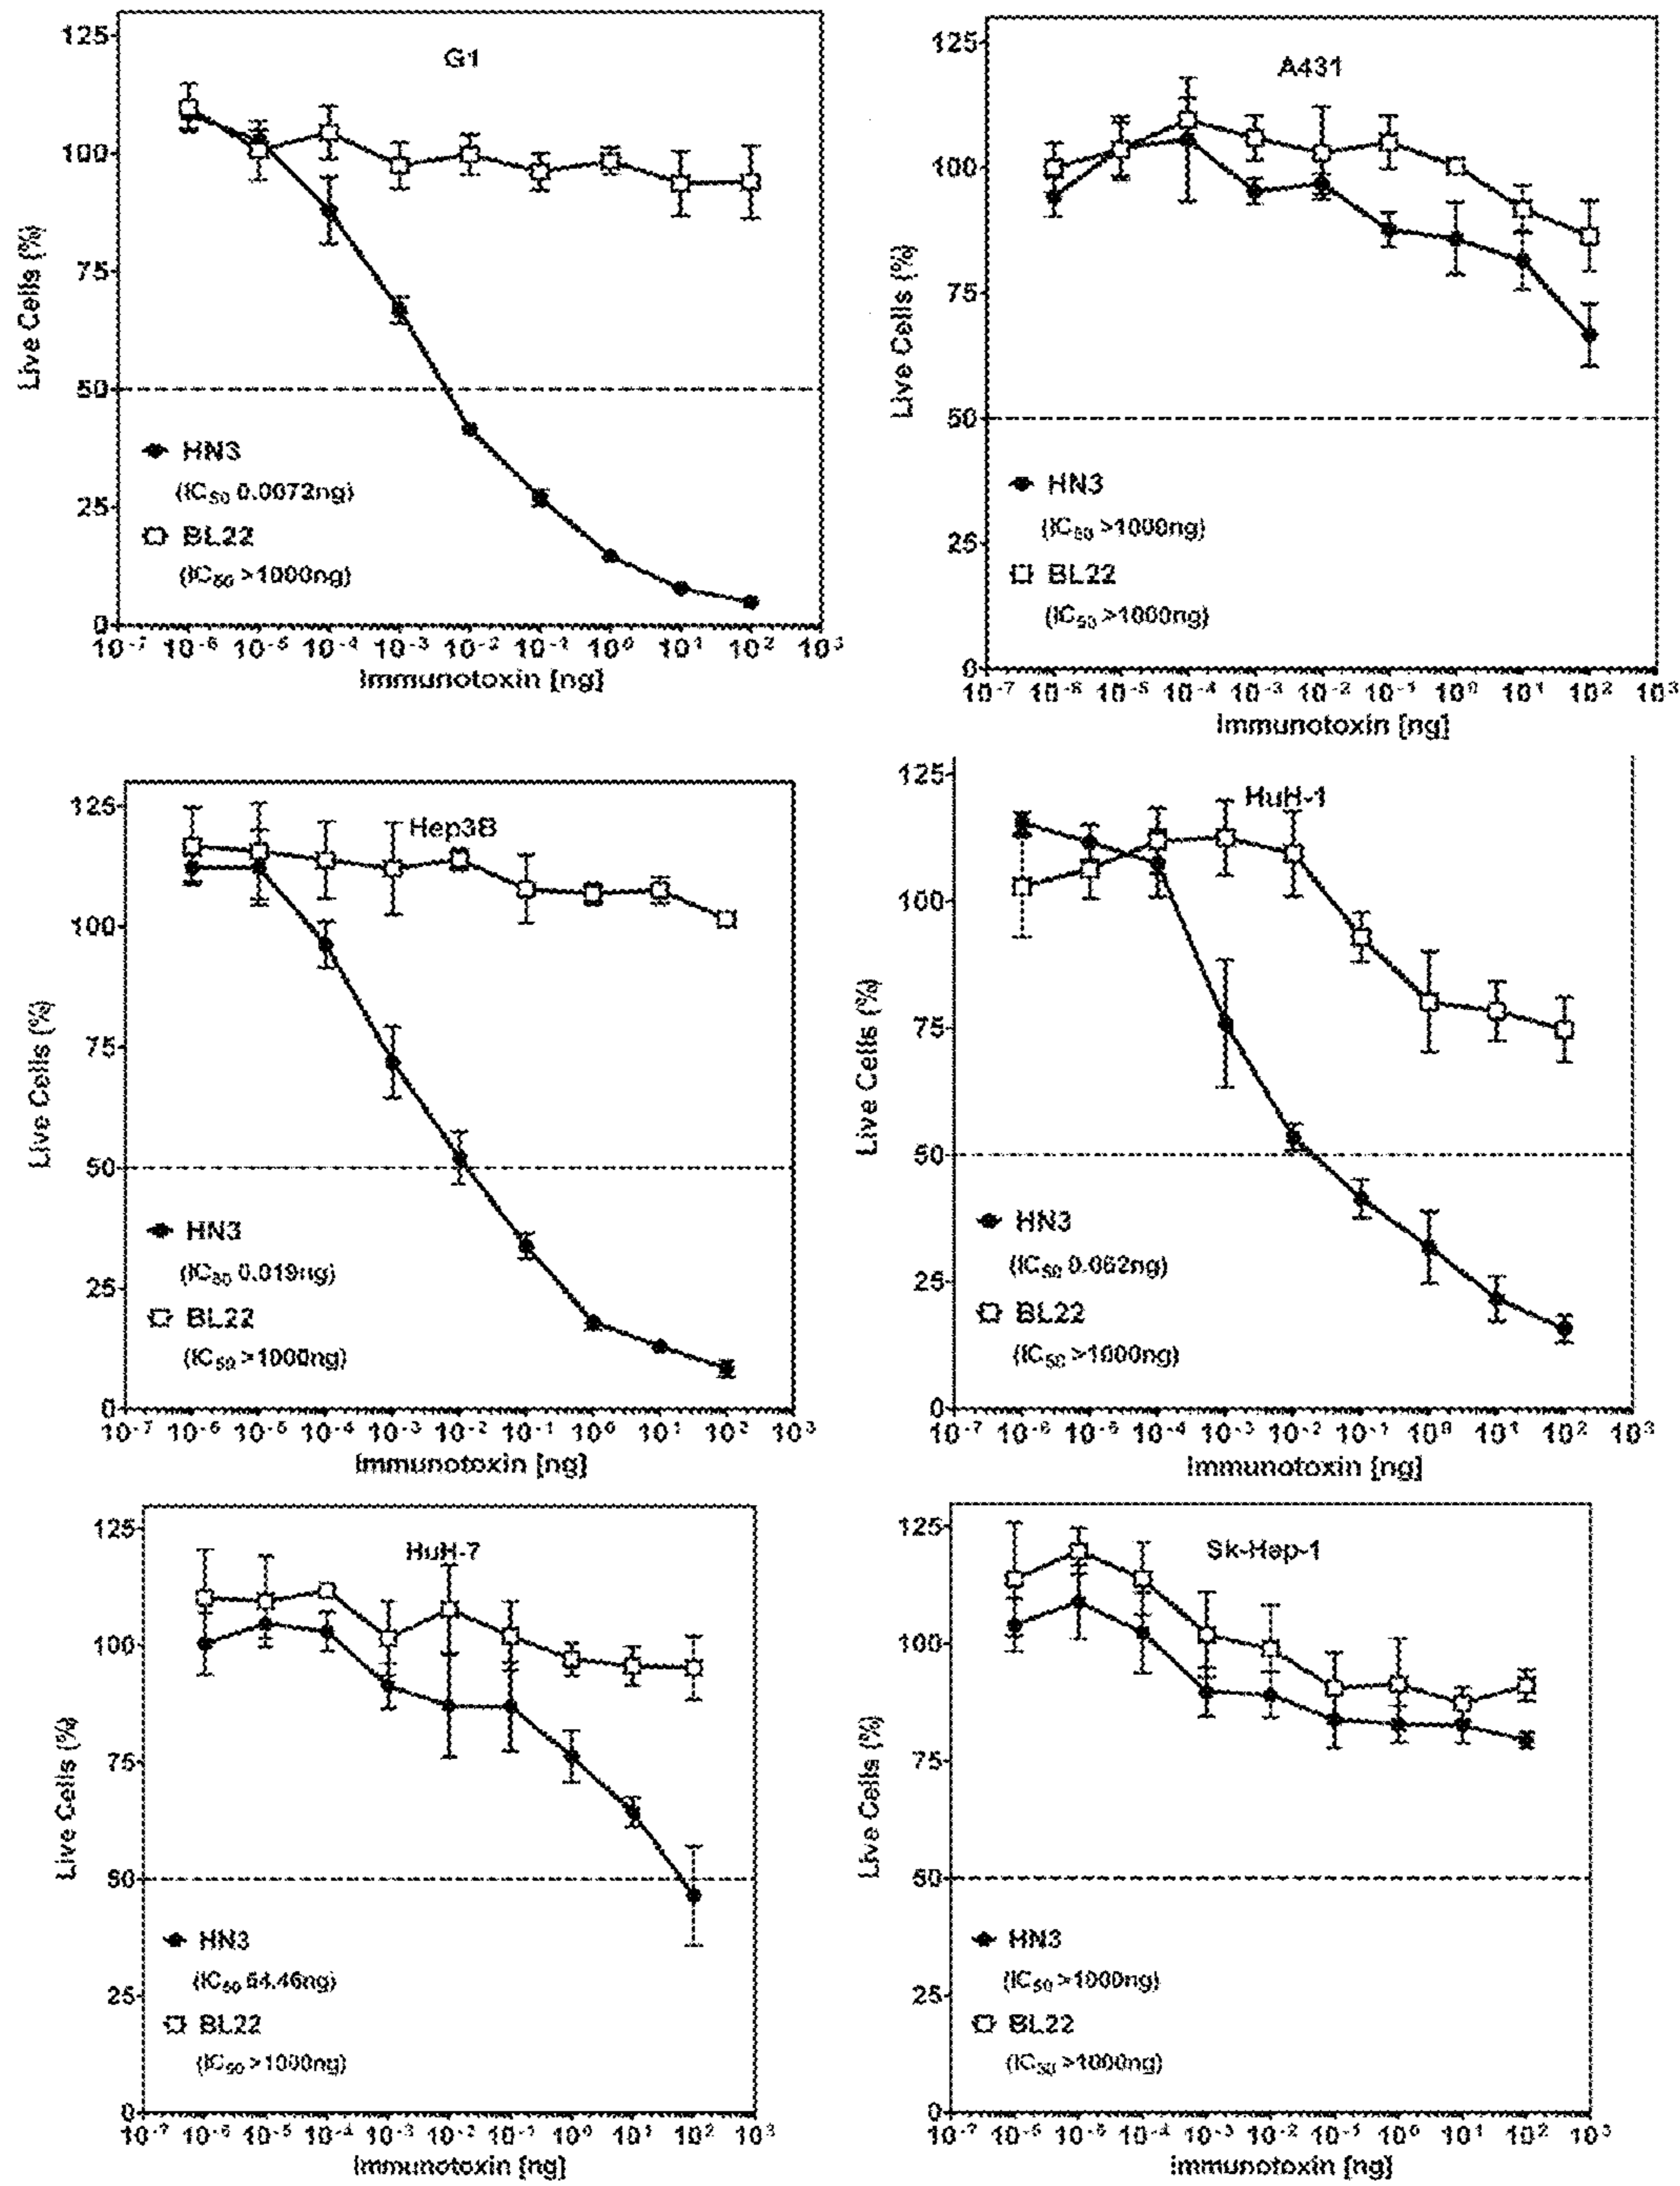 G1
125
100
75
50
25
0
Live Cells (%)
HN3
(IC50 0.0072ng)
BL22
(IC50 >1000ng)
10-7 10-6 10-5 10-4 10-3 10-2 10-1 100 101 102 103
Immunotoxin [ng]
A431
125
100
75
50
25
0
Live Cells (%)
HN3
(IC50 >1000ng)
BL22
(IC50 >1000ng)
10-7 10-6 10-5 10-4 10-3 10-2 10-1 100 101 102 103
Immunotoxin [ng]
Hep3B
125
100
75
50
25
0
Live Cells (%)
HN3
(IC50 0.019ng)
BL22
(IC50 >1000ng)
10-7 10-6 10-5 10-4 10-3 10-2 10-1 100 101 102 103
Immunotoxin [ng]
HuH-1
125
100
75
50
25
0
Live Cells (%)
HN3
(IC50 0.062ng)
BL22
(IC50 >1000ng)
10-7 10-6 10-5 10-4 10-3 10-2 10-1 100 101 102 103
Immunotoxin [ng]
HuH-7
125
100
75
50
25
0
Live Cells (%)
HN3
(IC50
BL22
(IC50 >1000ng)
10-7 10-6 10-5 10-4 10-3 10-2 10-1 100 101 102 103
Immunotoxin [ng]
Sk-Hep-1
125
100
75
50
25
0
Live Cells (%)
HN3
(IC50 >1000ng)
BL22
(IC50 >1000ng)
10-7 10-6 10-5 10-4 10-3 10-2 10-1 100 101 102 103
Immunotoxin [ng]